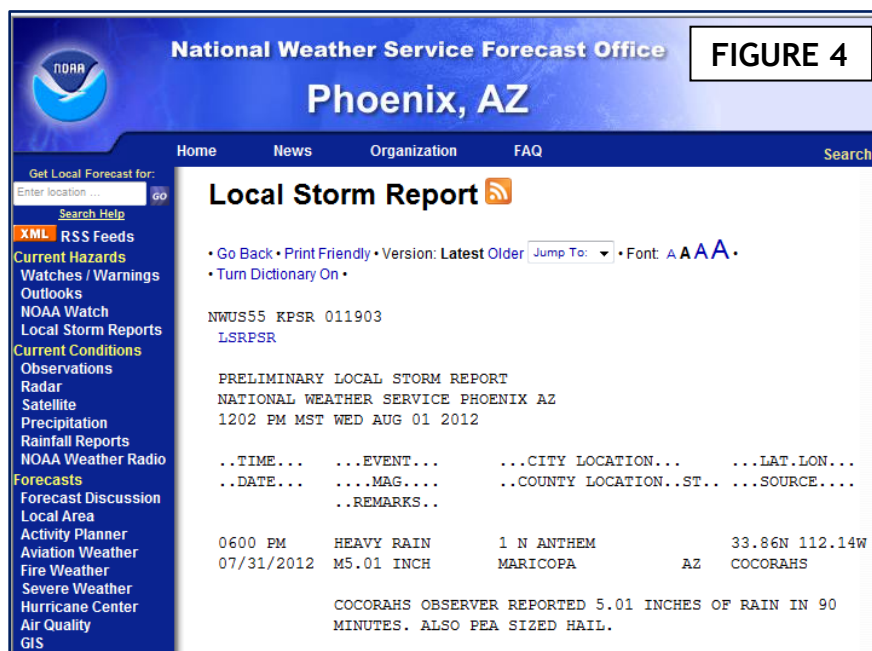 NOAA
National Weather Service Forecast Office
FIGURE 4
Phoenix, AZ
Home News Organization FAQ Search
Get Local Forecast for:
Enter location ... GO
Search Help
XML RSS Feeds
Current Hazards
Watches / Warnings
Outlooks
NOAA Watch
Local Storm Reports
Current Conditions
Observations
Radar
Satellite
Precipitation
Rainfall Reports
NOAA Weather Radio
Forecasts
Forecast Discussion
Local Area
Activity Planner
Aviation Weather
Fire Weather
Severe Weather
Hurricane Center
Air Quality
GIS
Local Storm Report
• Go Back • Print Friendly • Version: Latest Older Jump To: • Font: A A A A •
• Turn Dictionary On •
NWUS55 KPSR 011903
LSRPSR
PRELIMINARY LOCAL STORM REPORT
NATIONAL WEATHER SERVICE PHOENIX AZ
1202 PM MST WED AUG 01 2012
..TIME... ...EVENT... ...CITY LOCATION... ...LAT.LON...
..DATE... ....MAG.... ..COUNTY LOCATION..ST.. ...SOURCE....
..REMARKS..
0600 PM HEAVY RAIN 1 N ANTHEM 33.86N 112.14W
07/31/2012 M5.01 INCH MARICOPA AZ COCORAHS
COCORAHS OBSERVER REPORTED 5.01 INCHES OF RAIN IN 90
MINUTES. ALSO PEA SIZED HAIL.